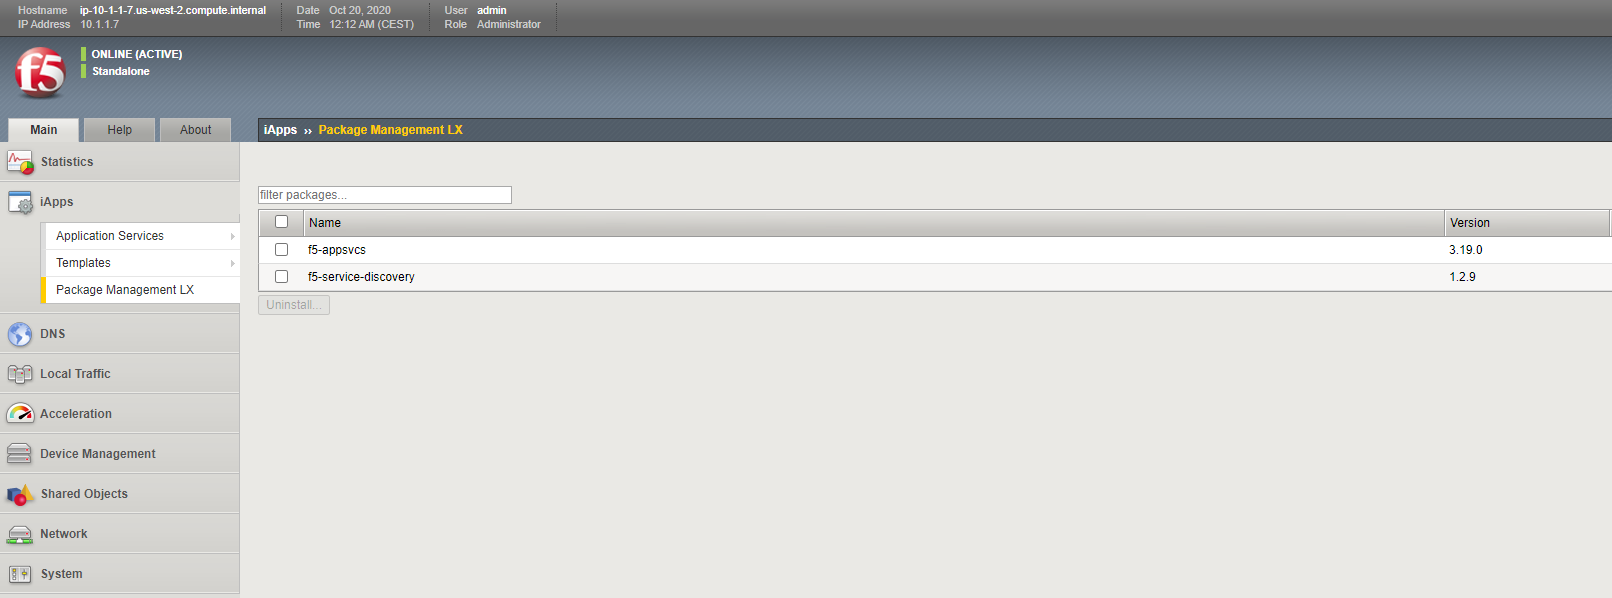 Hostname ip-10-1-1-7.us-west-2.compute.internal Date Oct 20, 2020 User admin
IP Address 10.1.1.7 Time 12:12 AM (CEST) Role Administrator
f5
ONLINE (ACTIVE)
Standalone
Main Help About
iApps ›› Package Management LX
Statistics
iApps
Application Services
Templates
Package Management LX
DNS
Local Traffic
Acceleration
Device Management
Shared Objects
Network
System
filter packages...
Name Version
f5-appsvcs 3.19.0
f5-service-discovery 1.2.9
Uninstall...